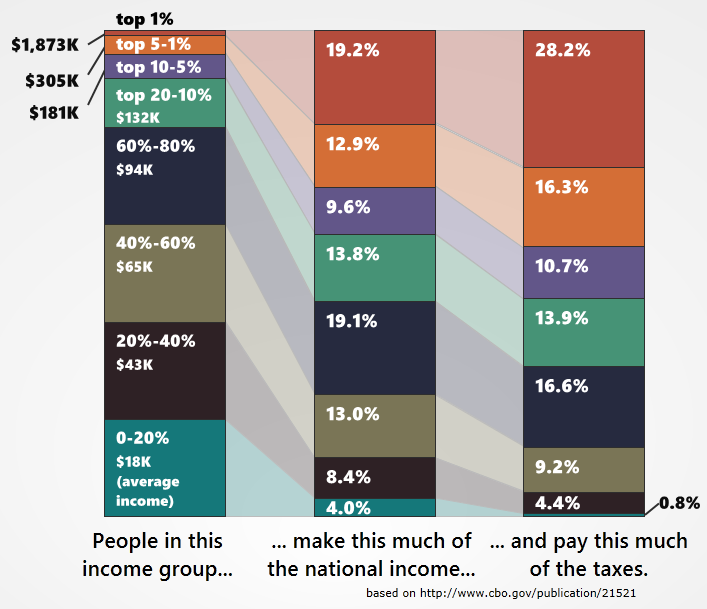 top 1%
$1,873K
top 5-1%
$305K
top 10-5%
$181K
top 20-10%
$132K
60%-80%
$94K
40%-60%
$65K
20%-40%
$43K
0-20%
$18K
(average
income)
19.2%
12.9%
9.6%
13.8%
19.1%
13.0%
8.4%
4.0%
28.2%
16.3%
10.7%
13.9%
16.6%
9.2%
4.4%
0.8%
People in this
income group...
... make this much of
the national income...
... and pay this much
of the taxes.
based on http://www.cbo.gov/publication/21521